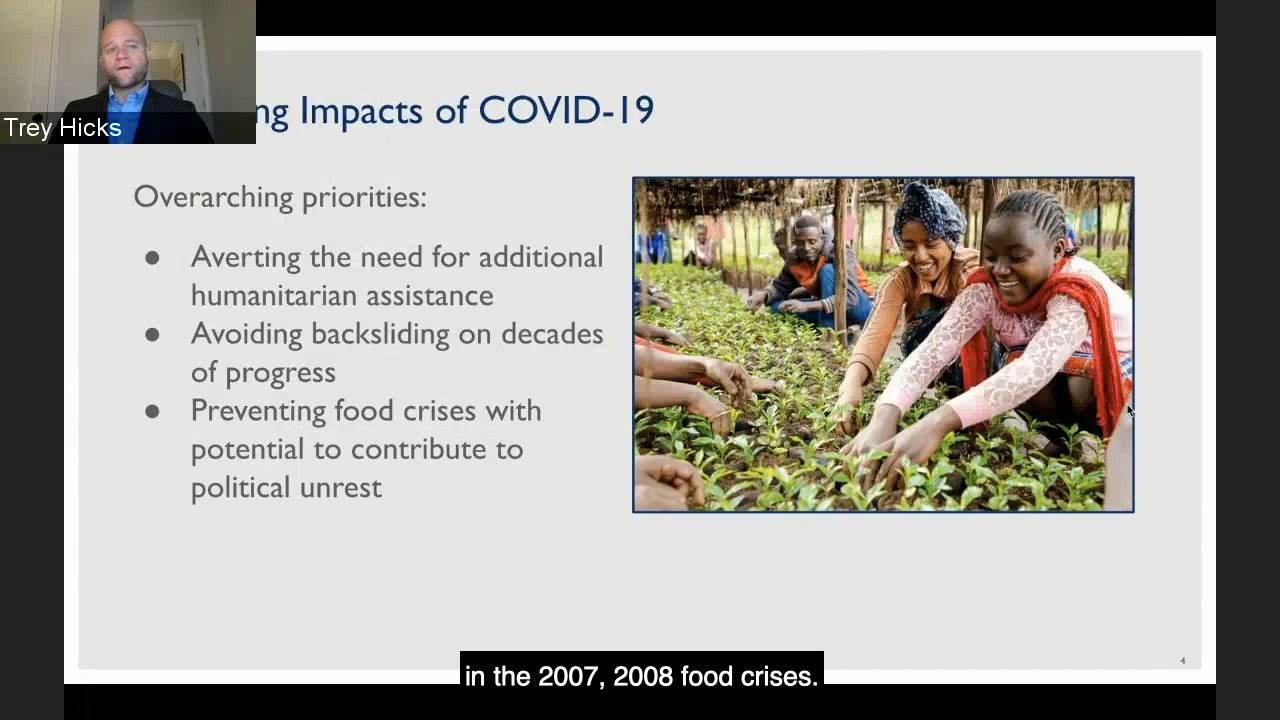 Trey Hicks
ng Impacts of COVID-19
Overarching priorities:
● Averting the need for additional
humanitarian assistance
● Avoiding backsliding on decades
of progress
● Preventing food crises with
potential to contribute to
political unrest
4
in the 2007, 2008 food crises.